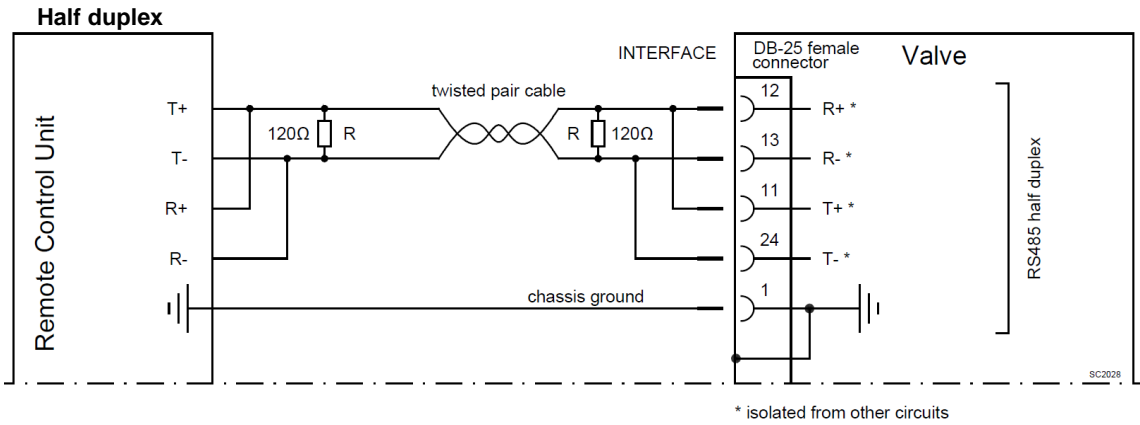 Half duplex
INTERFACE
DB-25 female
connector
Valve
twisted pair cable
Remote Control Unit
T+
120Ω
R
R
120Ω
12
R+ *
T-
13
R- *
R+
11
T+ *
R-
24
T- *
chassis ground
1
RS485 half duplex
SC2028
* isolated from other circuits